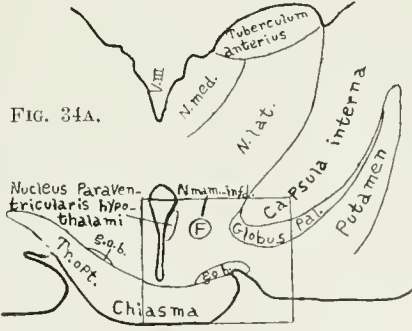 Tuberculum
anterius
V.III
N.med.
N.lat.
FIG. 34A.
Capsula interna
Nucleus Paraven-
tricularis hypo-
thalami
N.mam.-infd.
F
Globus Pal.
Putamen
g.o.b.
Tr.opt.
g.o.b.
Chiasma